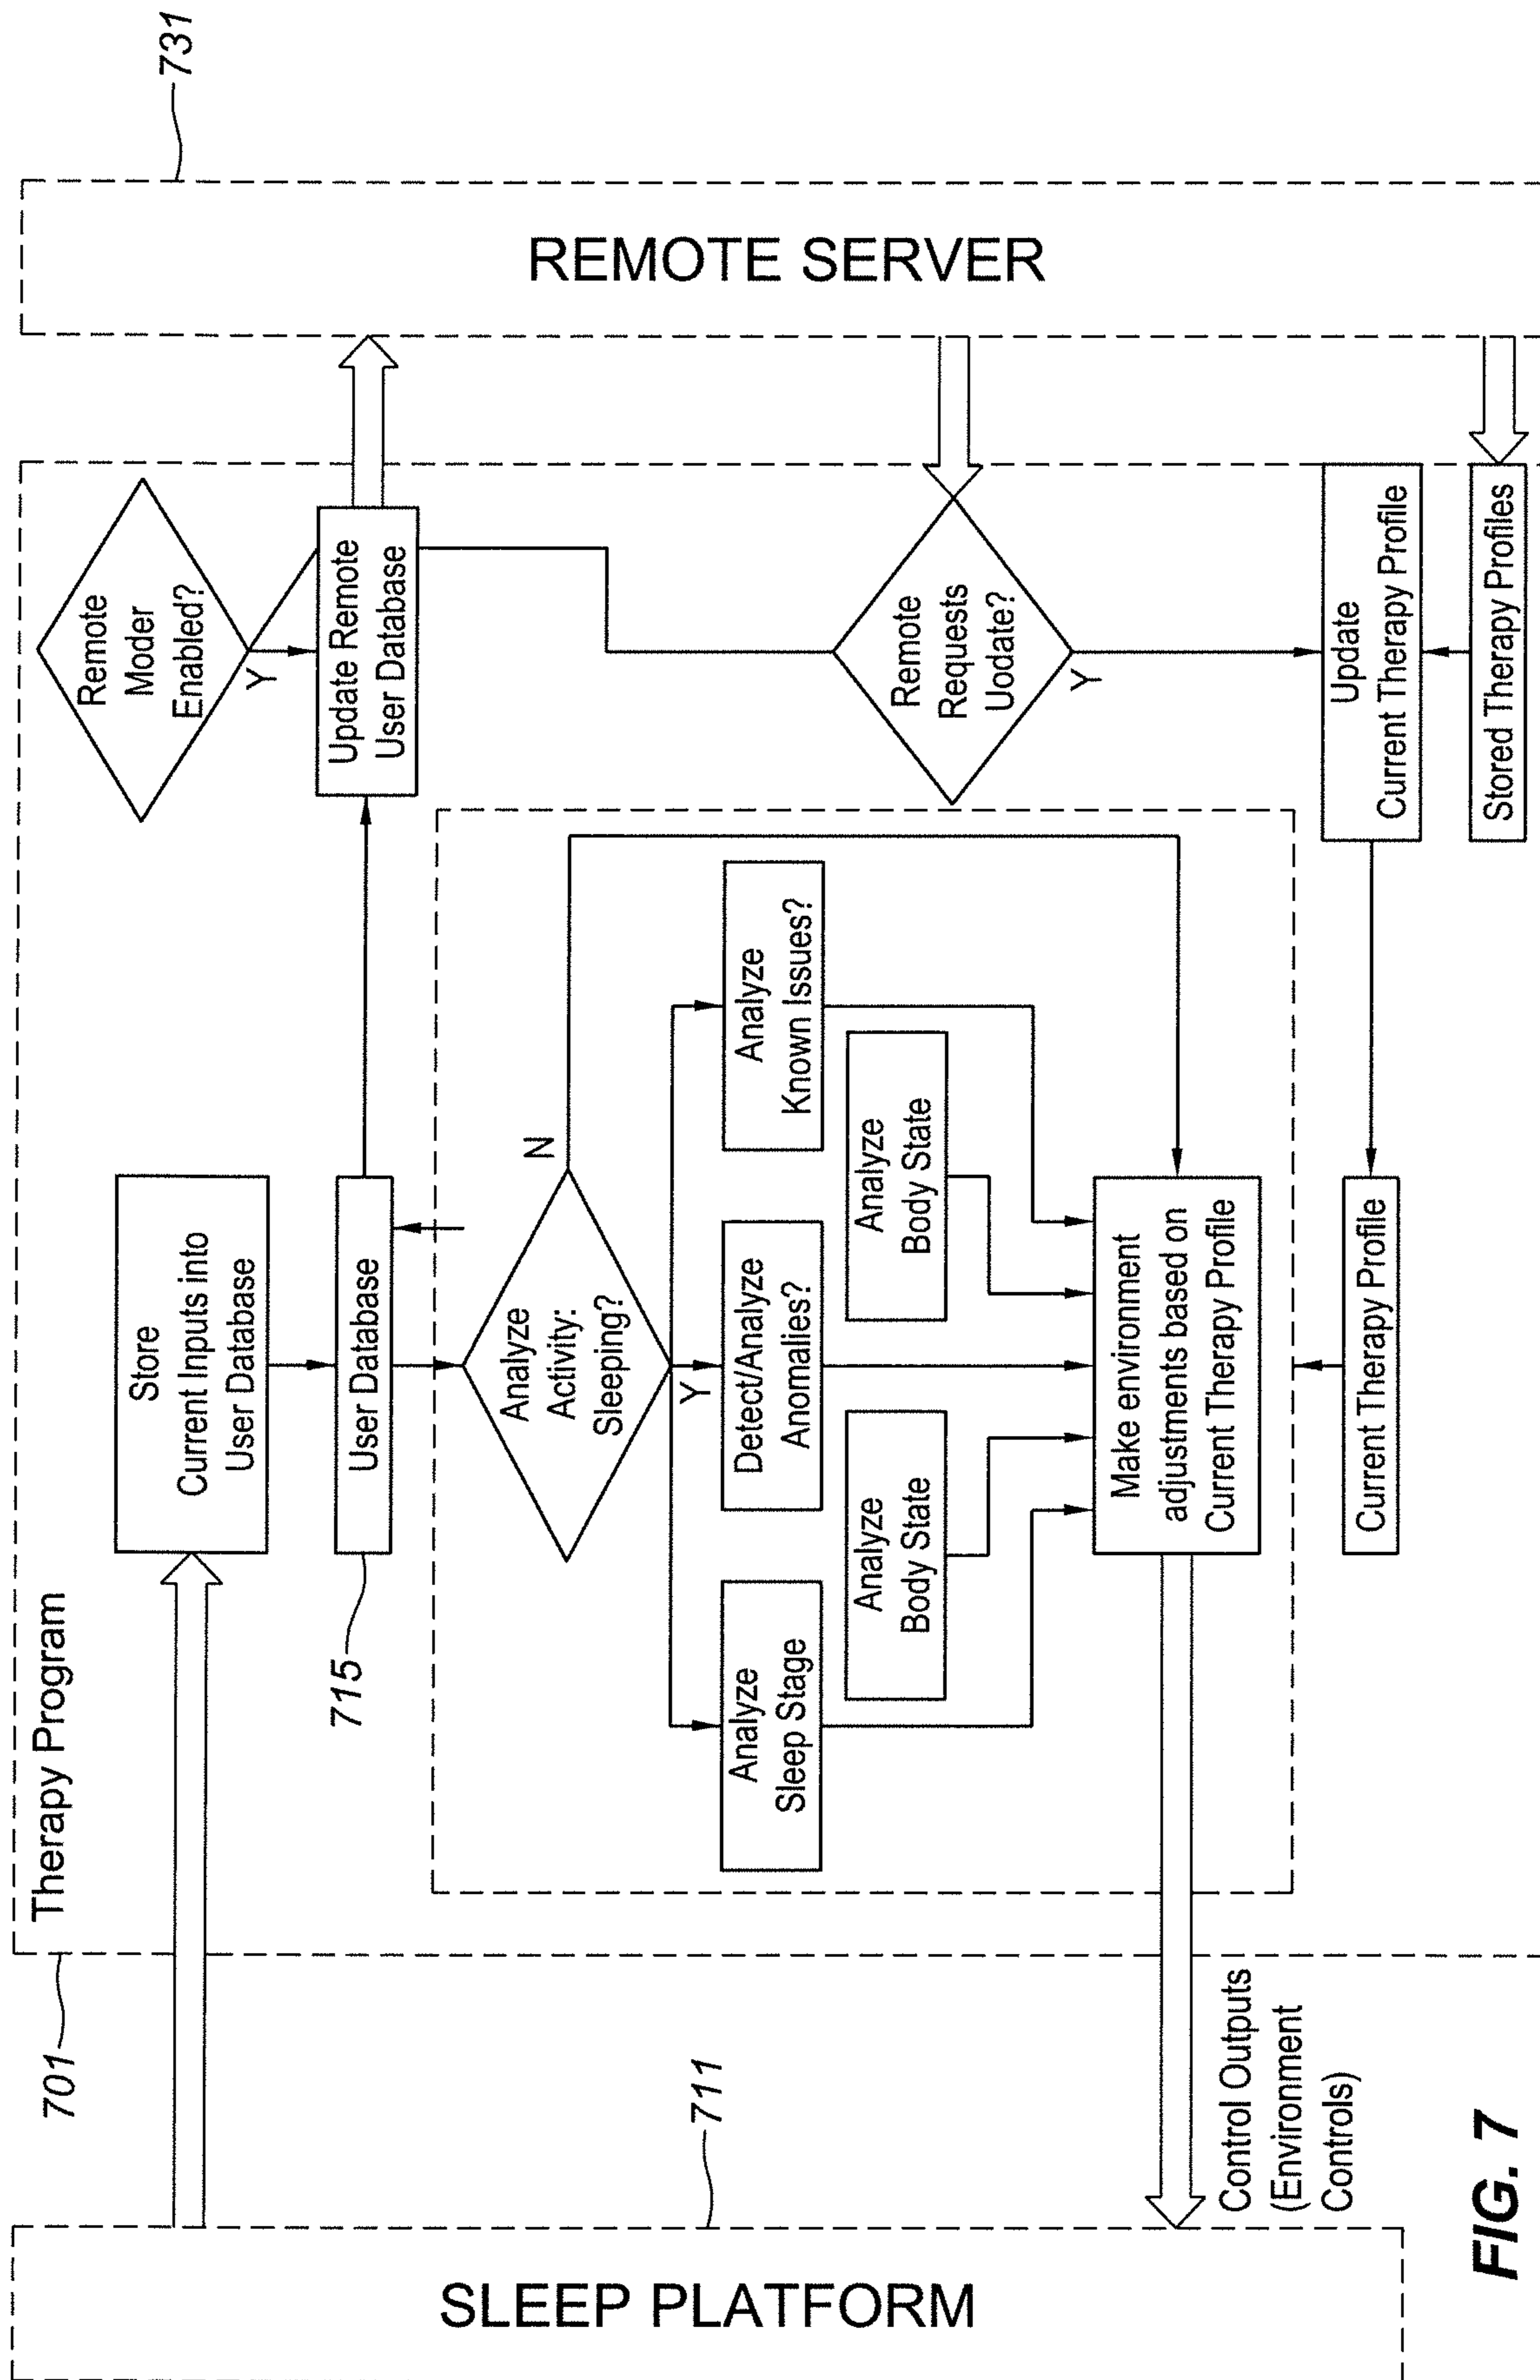 701
Therapy Program
731
SLEEP PLATFORM
711
REMOTE SERVER
Store
Current Inputs into
User Database
Remote
Moder
Enabled?
Y
User Database
715
Update Remote
User Database
Analyze
Activity:
Sleeping?
N
Y
Analyze
Sleep Stage
Analyze
Body State
Detect/Analyze
Anomalies?
Analyze
Body State
Analyze
Known Issues?
Remote
Requests
Uodate?
Y
Make environment
adjustments based on
Current Therapy Profile
Control Outputs
(Environment
Controls)
Current Therapy Profile
Update
Current Therapy Profile
Stored Therapy Profiles
FIG. 7